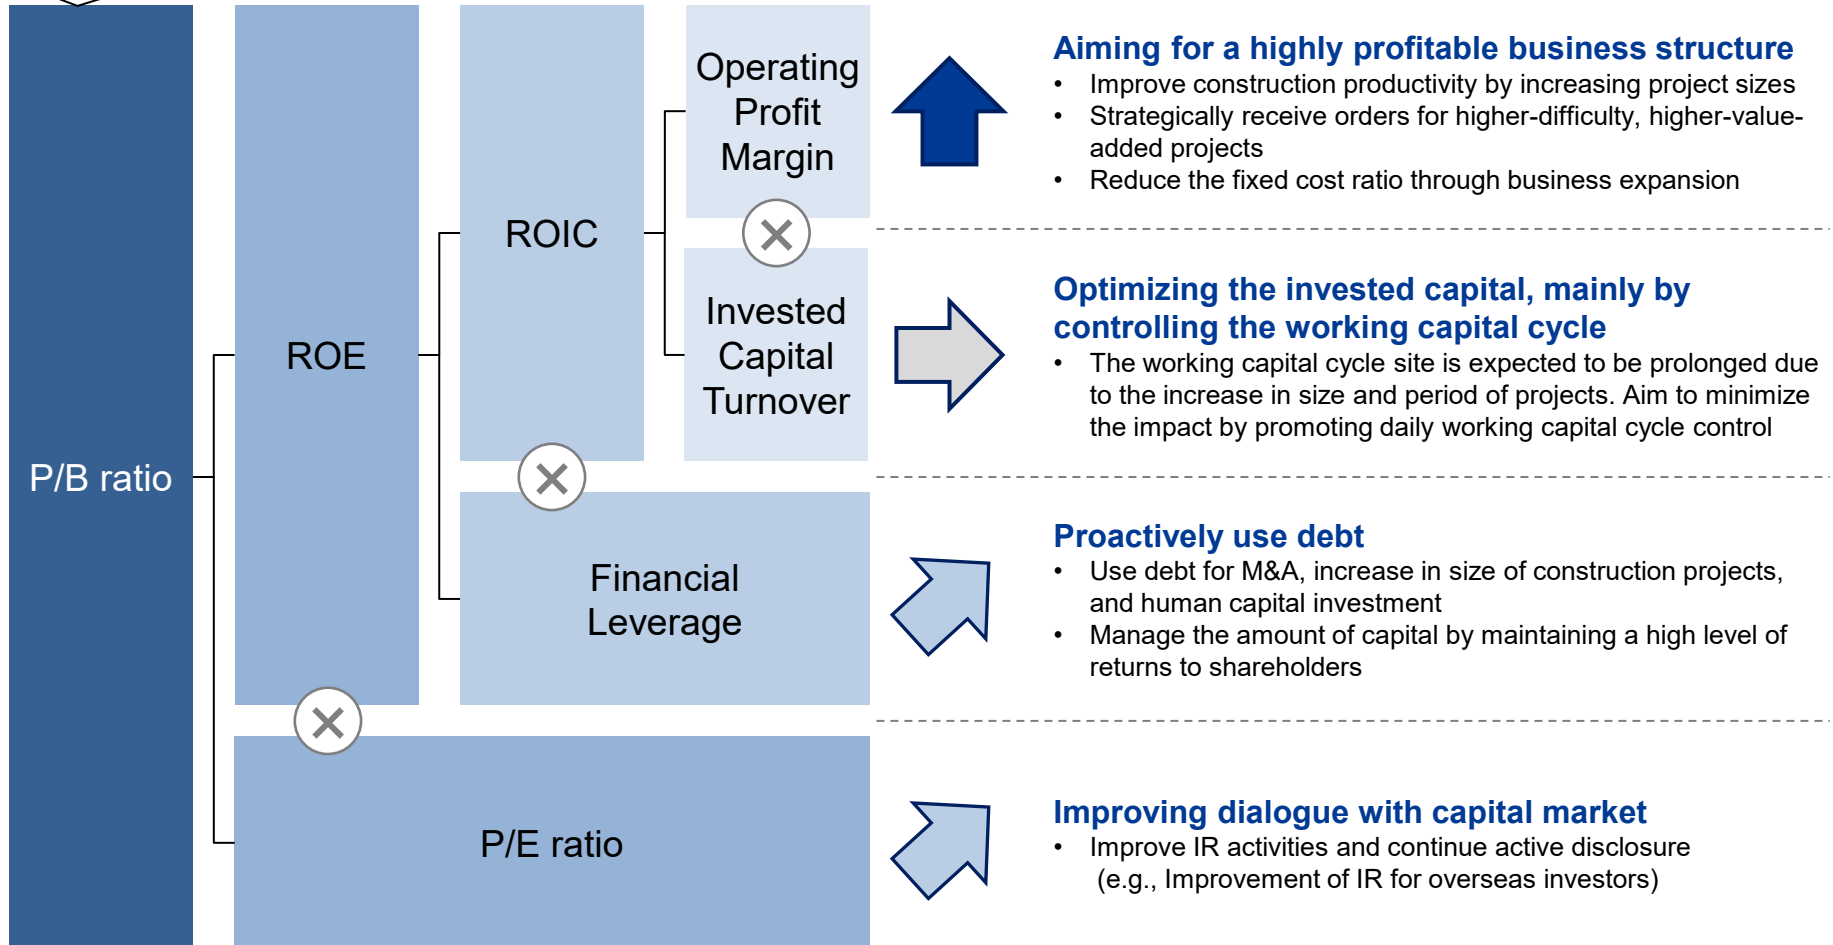 P/B ratio
ROE
ROIC
Operating
Profit
Margin
Invested
Capital
Turnover
Financial
Leverage
P/E ratio
Aiming for a highly profitable business structure
• Improve construction productivity by increasing project sizes
• Strategically receive orders for higher-difficulty, higher-value-
added projects
• Reduce the fixed cost ratio through business expansion
Optimizing the invested capital, mainly by
controlling the working capital cycle
• The working capital cycle site is expected to be prolonged due
to the increase in size and period of projects. Aim to minimize
the impact by promoting daily working capital cycle control
Proactively use debt
• Use debt for M&A, increase in size of construction projects,
and human capital investment
• Manage the amount of capital by maintaining a high level of
returns to shareholders
Improving dialogue with capital market
• Improve IR activities and continue active disclosure
(e.g., Improvement of IR for overseas investors)